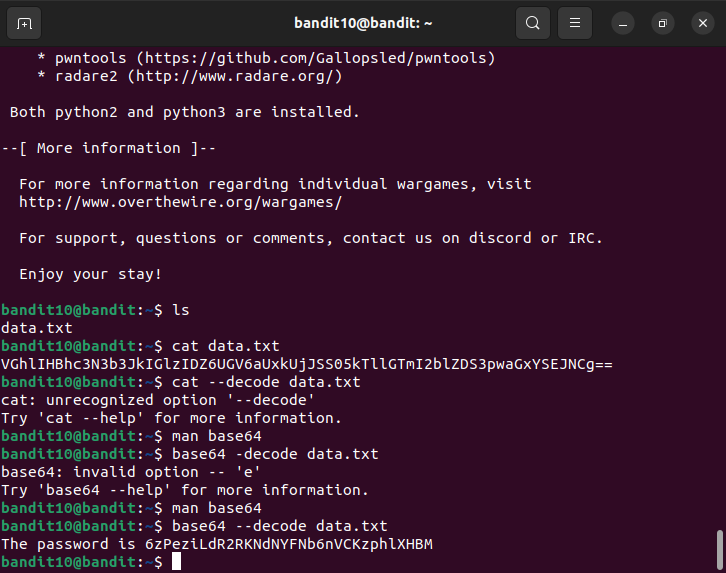 bandit10@bandit: ~
* pwntools (https://github.com/Gallopsled/pwntools)
* radare2 (http://www.radare.org/)
Both python2 and python3 are installed.
--[ More information ]--
For more information regarding individual wargames, visit
http://www.overthewire.org/wargames/
For support, questions or comments, contact us on discord or IRC.
Enjoy your stay!
bandit10@bandit:~$ ls
data.txt
bandit10@bandit:~$ cat data.txt
VGhlIHBhc3N3b3JkIGlzIDZ6UGV6aUxkUjJSS05kTllGTmI2blZDS3pwaGxYSEJNCg==
bandit10@bandit:~$ cat --decode data.txt
cat: unrecognized option '--decode'
Try 'cat --help' for more information.
bandit10@bandit:~$ man base64
bandit10@bandit:~$ base64 -decode data.txt
base64: invalid option -- 'e'
Try 'base64 --help' for more information.
bandit10@bandit:~$ man base64
bandit10@bandit:~$ base64 --decode data.txt
The password is 6zPeziLdR2RKNdNYFNb6nVCKzphlXHBM
bandit10@bandit:~$